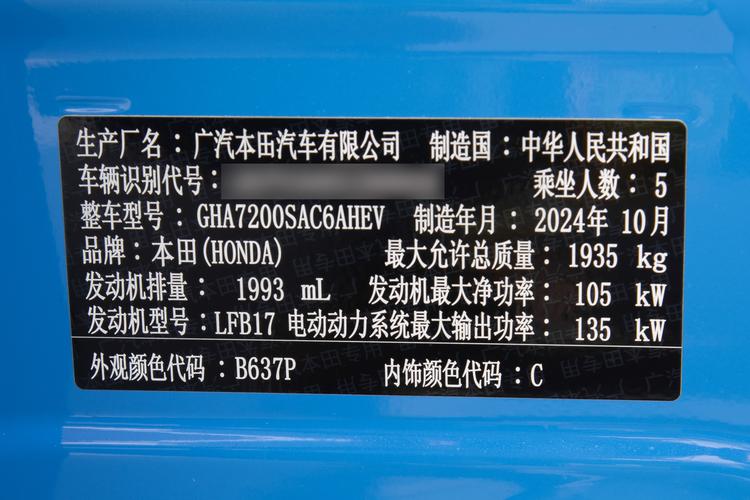 生产厂名：广汽本田汽车有限公司 制造国：中华人民共和国
车辆识别代号： 乘坐人数：5
整车型号：GHA7200SAC6AHEV 制造年月：2024年 10月
品牌：本田(HONDA) 最大允许总质量：1935 kg
发动机排量：1993 mL 发动机最大净功率：105 kW
发动机型号：LFB17 电动动力系统最大输出功率：135 kW
外观颜色代码：B637P 内饰颜色代码：C